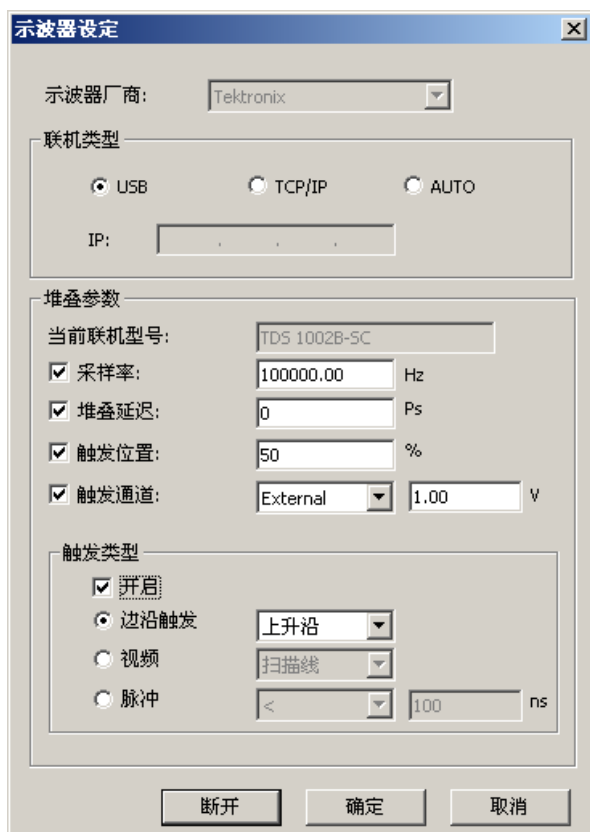 示波器设定
示波器厂商: Tektronix
联机类型
USB TCP/IP AUTO
IP: . . .
堆叠参数
当前联机型号: TDS 1002B-SC
采样率: 100000.00 Hz
堆叠延迟: 0 Ps
触发位置: 50 %
触发通道: External 1.00 V
触发类型
开启
边沿触发 上升沿
视频 扫描线
脉冲 < 100 ns
断开 确定 取消